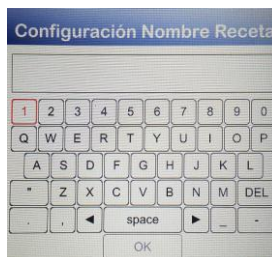 Configuración Nombre Receta
1 2 3 4 5 6 7 8 9 0
Q W E R T Y U I O P
A S D F G H J K L
" Z X C V B N M DEL
. , ◄ space ► _ -
OK